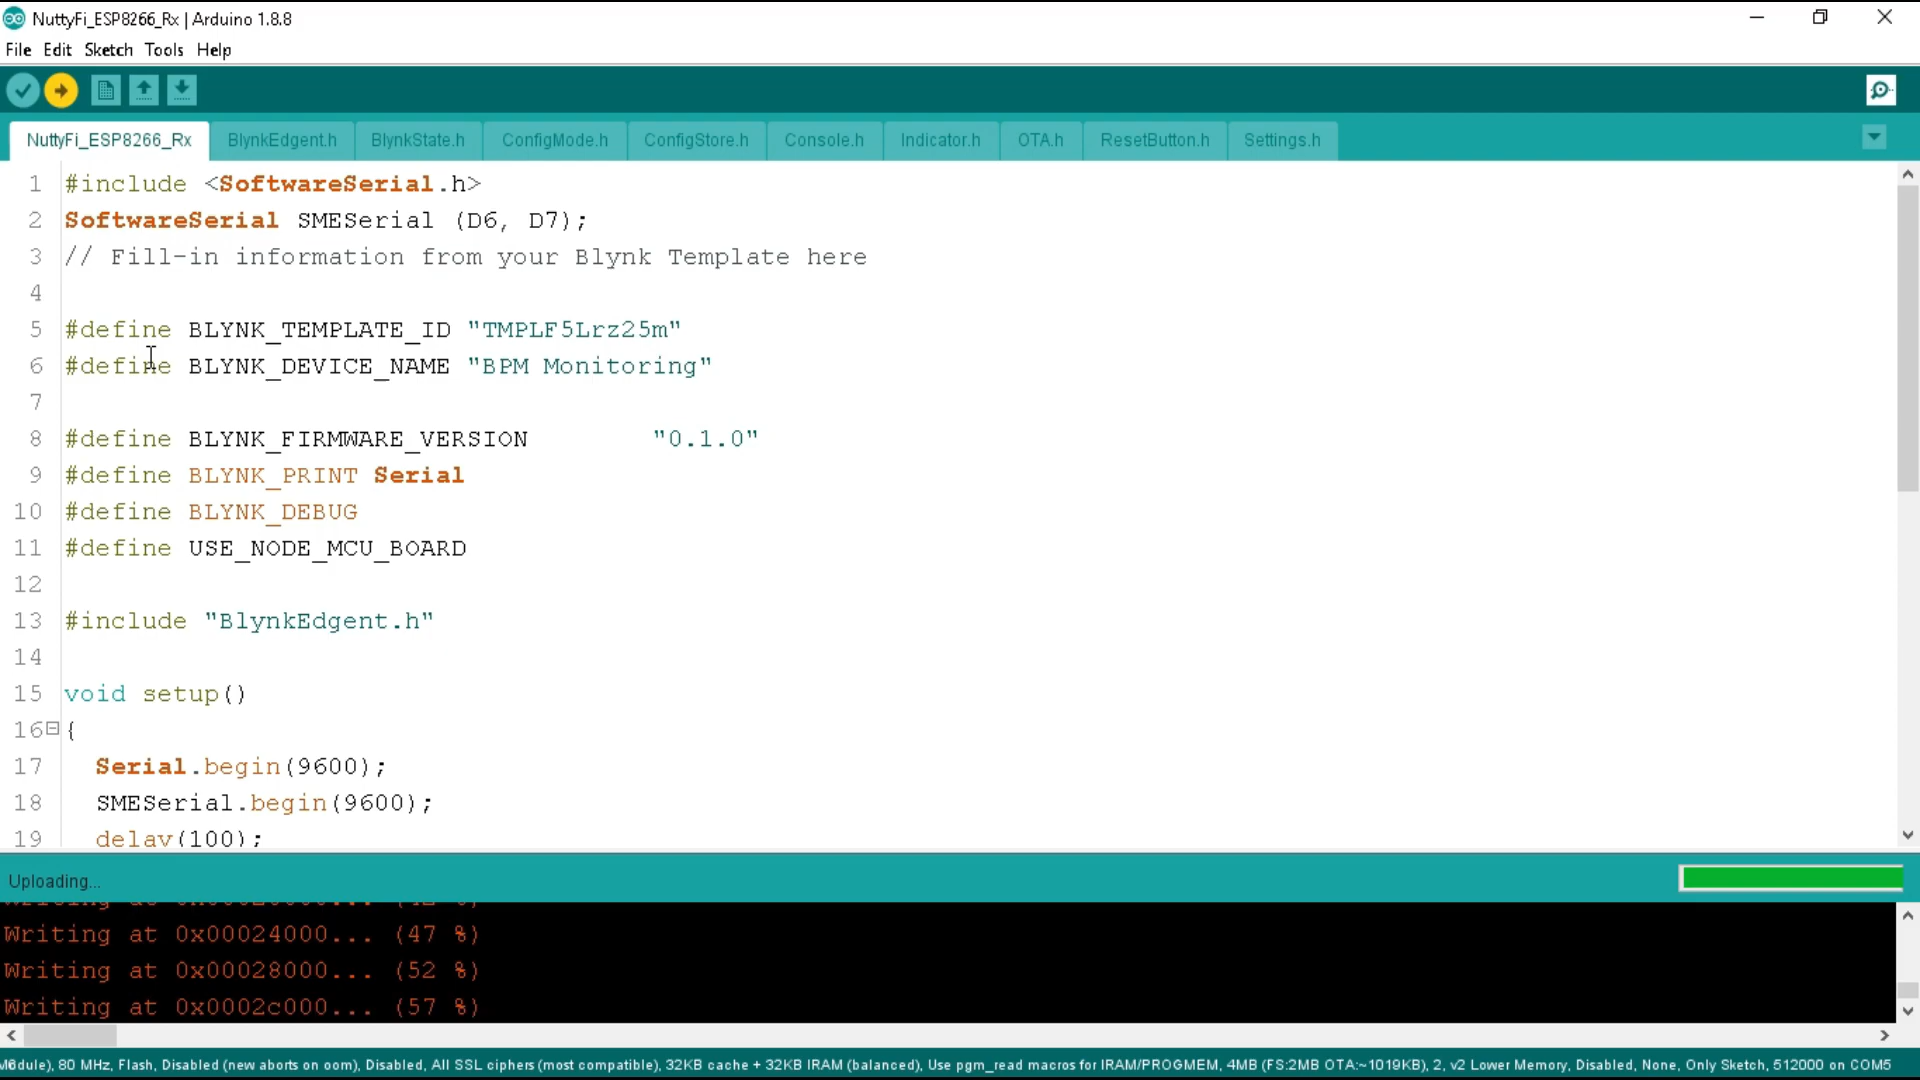 NuttyFi_ESP8266_Rx | Arduino 1.8.8
File Edit Sketch Tools Help
NuttyFi_ESP8266_Rx BlynkEdgent.h BlynkState.h ConfigMode.h ConfigStore.h Console.h Indicator.h OTA.h ResetButton.h Settings.h
1 #include <SoftwareSerial.h>
2 SoftwareSerial SMESerial (D6, D7);
3 // Fill-in information from your Blynk Template here
4
5 #define BLYNK_TEMPLATE_ID "TMPLF5Lrz25m"
6 #define BLYNK_DEVICE_NAME "BPM Monitoring"
7
8 #define BLYNK_FIRMWARE_VERSION "0.1.0"
9 #define BLYNK_PRINT Serial
10 #define BLYNK_DEBUG
11 #define USE_NODE_MCU_BOARD
12
13 #include "BlynkEdgent.h"
14
15 void setup()
16 {
17 Serial.begin(9600);
18 SMESerial.begin(9600);
19 delay(100);
Uploading...
Writing at 0x00024000... (47 %)
Writing at 0x00028000... (52 %)
Writing at 0x0002c000... (57 %)
80 MHz, Flash, Disabled (new aborts on oom), Disabled, All SSL ciphers (most compatible), 32KB cache + 32KB IRAM (balanced), Use pgm_read macros for IRAM/PROGMEM, 4MB (FS:2MB OTA:~1019KB), 2, v2 Lower Memory, Disabled, None, Only Sketch, 512000 on COM5